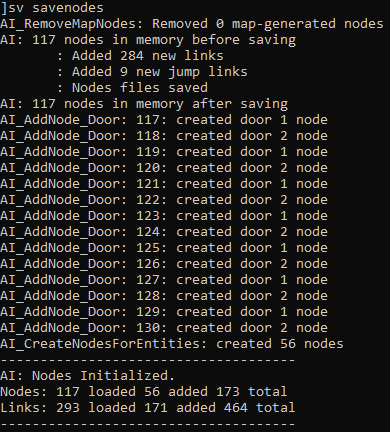 ]sv savenodes
AI_RemoveMapNodes: Removed 0 map-generated nodes
AI: 117 nodes in memory before saving
: Added 284 new links
: Added 9 new jump links
: Nodes files saved
AI: 117 nodes in memory after saving
AI_AddNode_Door: 117: created door 1 node
AI_AddNode_Door: 118: created door 2 node
AI_AddNode_Door: 119: created door 1 node
AI_AddNode_Door: 120: created door 2 node
AI_AddNode_Door: 121: created door 1 node
AI_AddNode_Door: 122: created door 2 node
AI_AddNode_Door: 123: created door 1 node
AI_AddNode_Door: 124: created door 2 node
AI_AddNode_Door: 125: created door 1 node
AI_AddNode_Door: 126: created door 2 node
AI_AddNode_Door: 127: created door 1 node
AI_AddNode_Door: 128: created door 2 node
AI_AddNode_Door: 129: created door 1 node
AI_AddNode_Door: 130: created door 2 node
AI_CreateNodesForEntities: created 56 nodes
-------------------------------------
AI: Nodes Initialized.
Nodes: 117 loaded 56 added 173 total
Links: 293 loaded 171 added 464 total
-------------------------------------